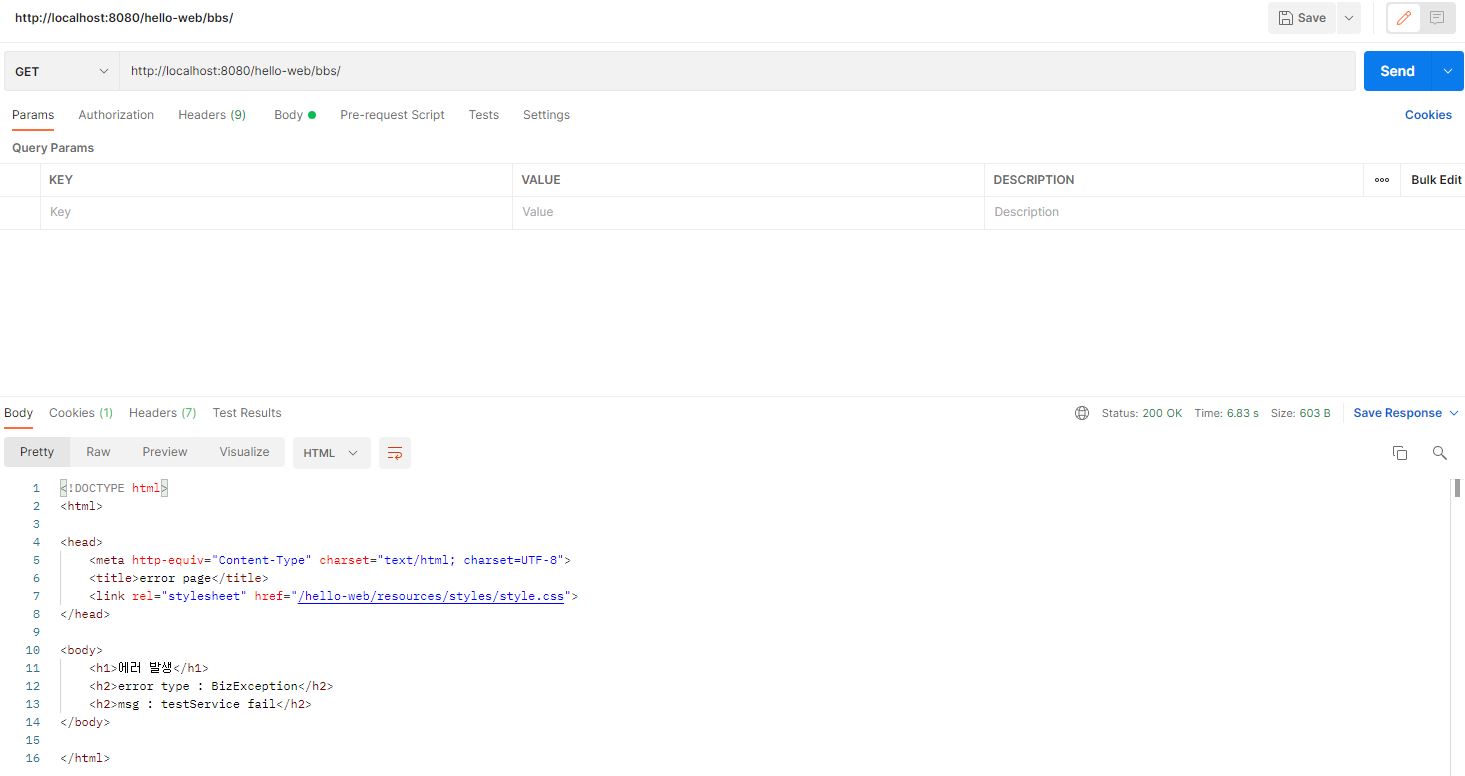 http://localhost:8080/hello-web/bbs/
Save
GET
http://localhost:8080/hello-web/bbs/
Send
Params Authorization Headers (9) Body Pre-request Script Tests Settings Cookies
Query Params
KEY VALUE DESCRIPTION Bulk Edit
Key Value Description
Body Cookies (1) Headers (7) Test Results Status: 200 OK Time: 6.83 s Size: 603 B Save Response
Pretty Raw Preview Visualize HTML
1 <!DOCTYPE html>
2 <html>
3
4 <head>
5 <meta http-equiv="Content-Type" charset="text/html; charset=UTF-8">
6 <title>error page</title>
7 <link rel="stylesheet" href="/hello-web/resources/styles/style.css">
8 </head>
9
10 <body>
11 <h1>에러 발생</h1>
12 <h2>error type : BizException</h2>
13 <h2>msg : testService fail</h2>
14 </body>
15
16 </html>